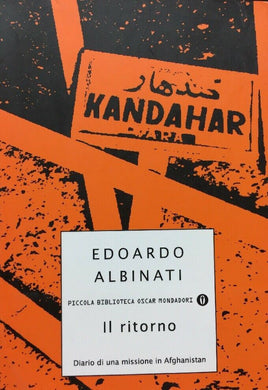 قندهار
KANDAHAR
EDOARDO
ALBINATI
PICCOLA BIBLIOTECA OSCAR MONDADORI
Il ritorno
Diario di una missione in Afghanistan